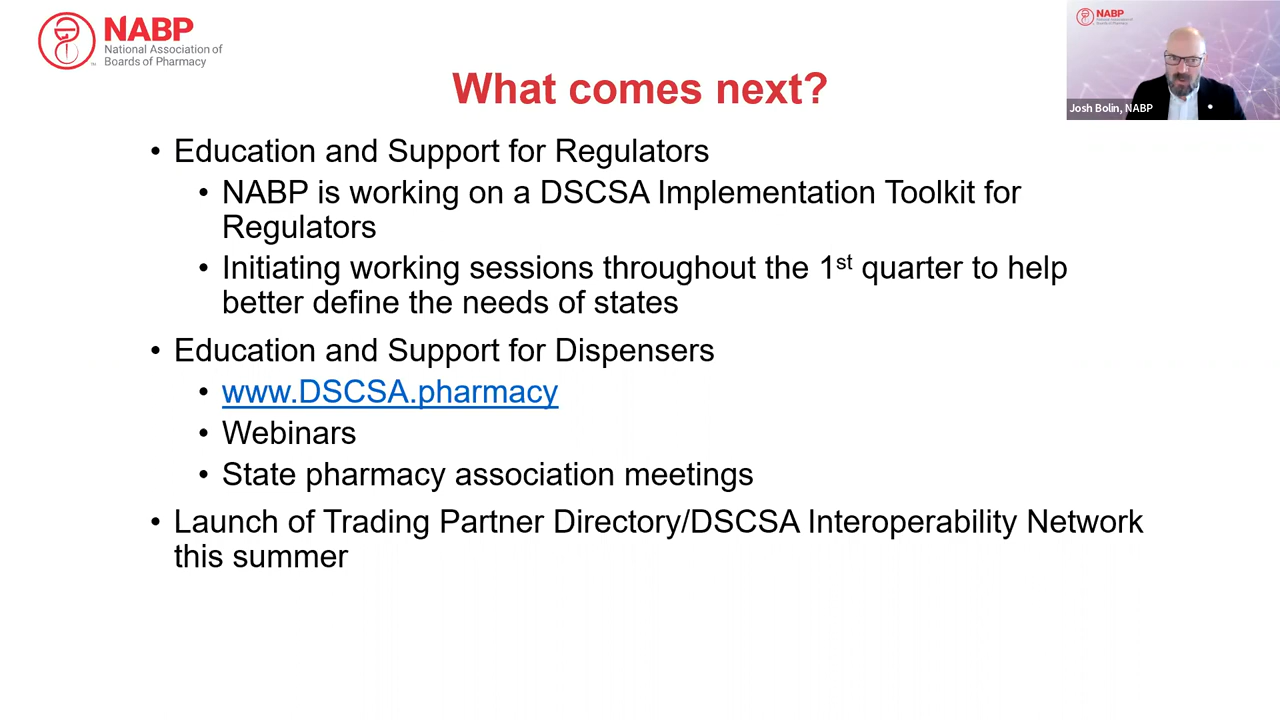 NABP
National Association of
Boards of Pharmacy
NABP
Josh Bolin, NABP
What comes next?
• Education and Support for Regulators
• NABP is working on a DSCSA Implementation Toolkit for
Regulators
• Initiating working sessions throughout the 1st quarter to help
better define the needs of states
• Education and Support for Dispensers
• www.DSCSA.pharmacy
• Webinars
• State pharmacy association meetings
• Launch of Trading Partner Directory/DSCSA Interoperability Network
this summer